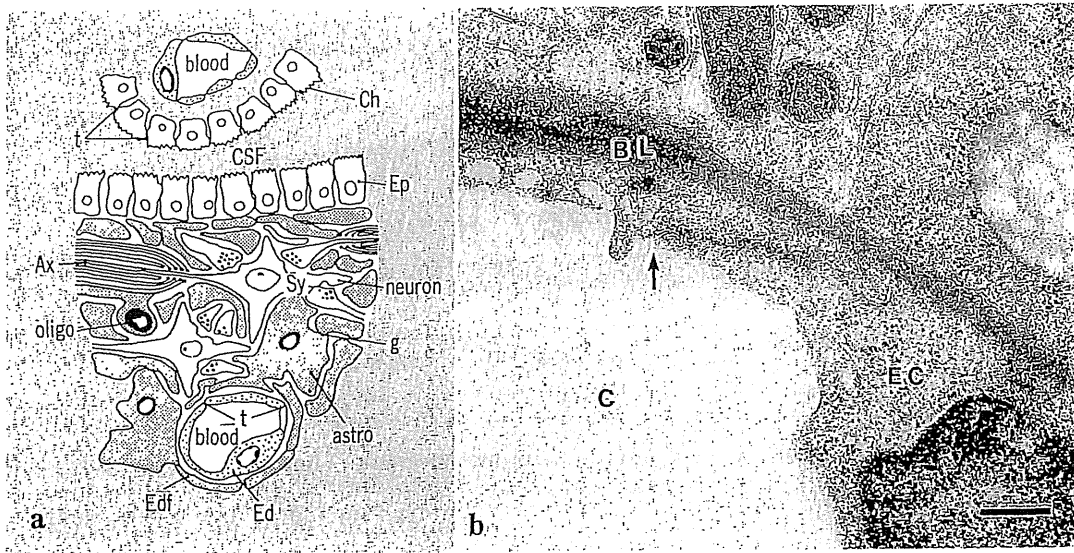 blood
Ch
t
CSF
Ep
Ax
Sy
neuron
oligo
g
t
blood
astro
Edf
Ed
a
BL
EC
C
b